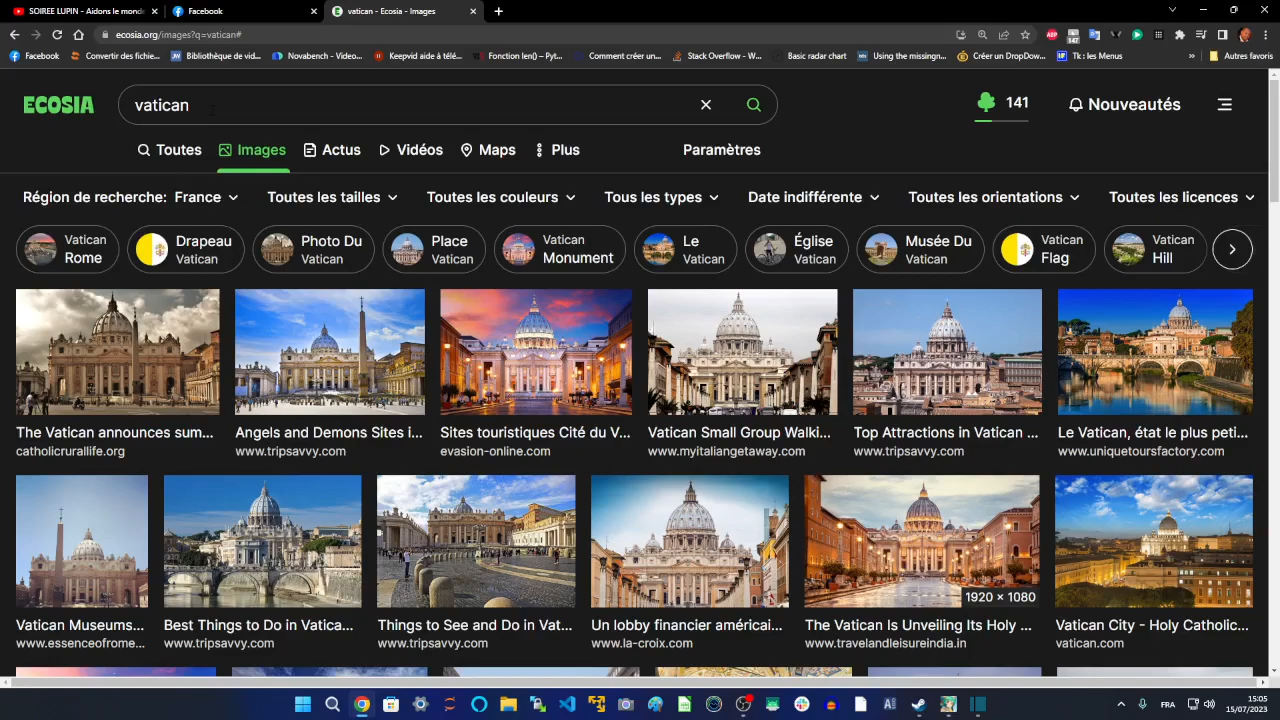 SOIREE LUPIN - Aidons le monde
Facebook
vatican - Ecosia - Images
ecosia.org/images?q=vatican#
Facebook
Convertir des fichie...
Bibliothèque de vid...
Novabench - Video...
Keepvid aide à télé...
Fonction len() – Pyt...
Comment créer un...
Stack Overflow - W...
Basic radar chart
Using the missingn...
Créer un DropDow...
Tk : les Menus
»
Autres favoris
ECOSIA
vatican
141
Nouveautés
Toutes
Images
Actus
Vidéos
Maps
Plus
Paramètres
Région de recherche: France
Toutes les tailles
Toutes les couleurs
Tous les types
Date indifférente
Toutes les orientations
Toutes les licences
Vatican
Rome
Drapeau
Vatican
Photo Du
Vatican
Place
Vatican
Vatican
Monument
Le
Vatican
Église
Vatican
Musée Du
Vatican
Vatican
Flag
Vatican
Hill
The Vatican announces sum...
catholicrurallife.org
Angels and Demons Sites i...
www.tripsavvy.com
Sites touristiques Cité du V...
evasion-online.com
Vatican Small Group Walki...
www.myitaliangetaway.com
Top Attractions in Vatican ...
www.tripsavvy.com
Le Vatican, état le plus peti...
www.uniquetoursfactory.com
1920 × 1080
Vatican Museums...
www.essenceofrome...
Best Things to Do in Vatica...
www.tripsavvy.com
Things to See and Do in Vat...
www.tripsavvy.com
Un lobby financier américai...
www.la-croix.com
The Vatican Is Unveiling Its Holy ...
www.travelandleisureindia.in
Vatican City - Holy Catholic...
vatican.com
FRA
15:05
15/07/2023